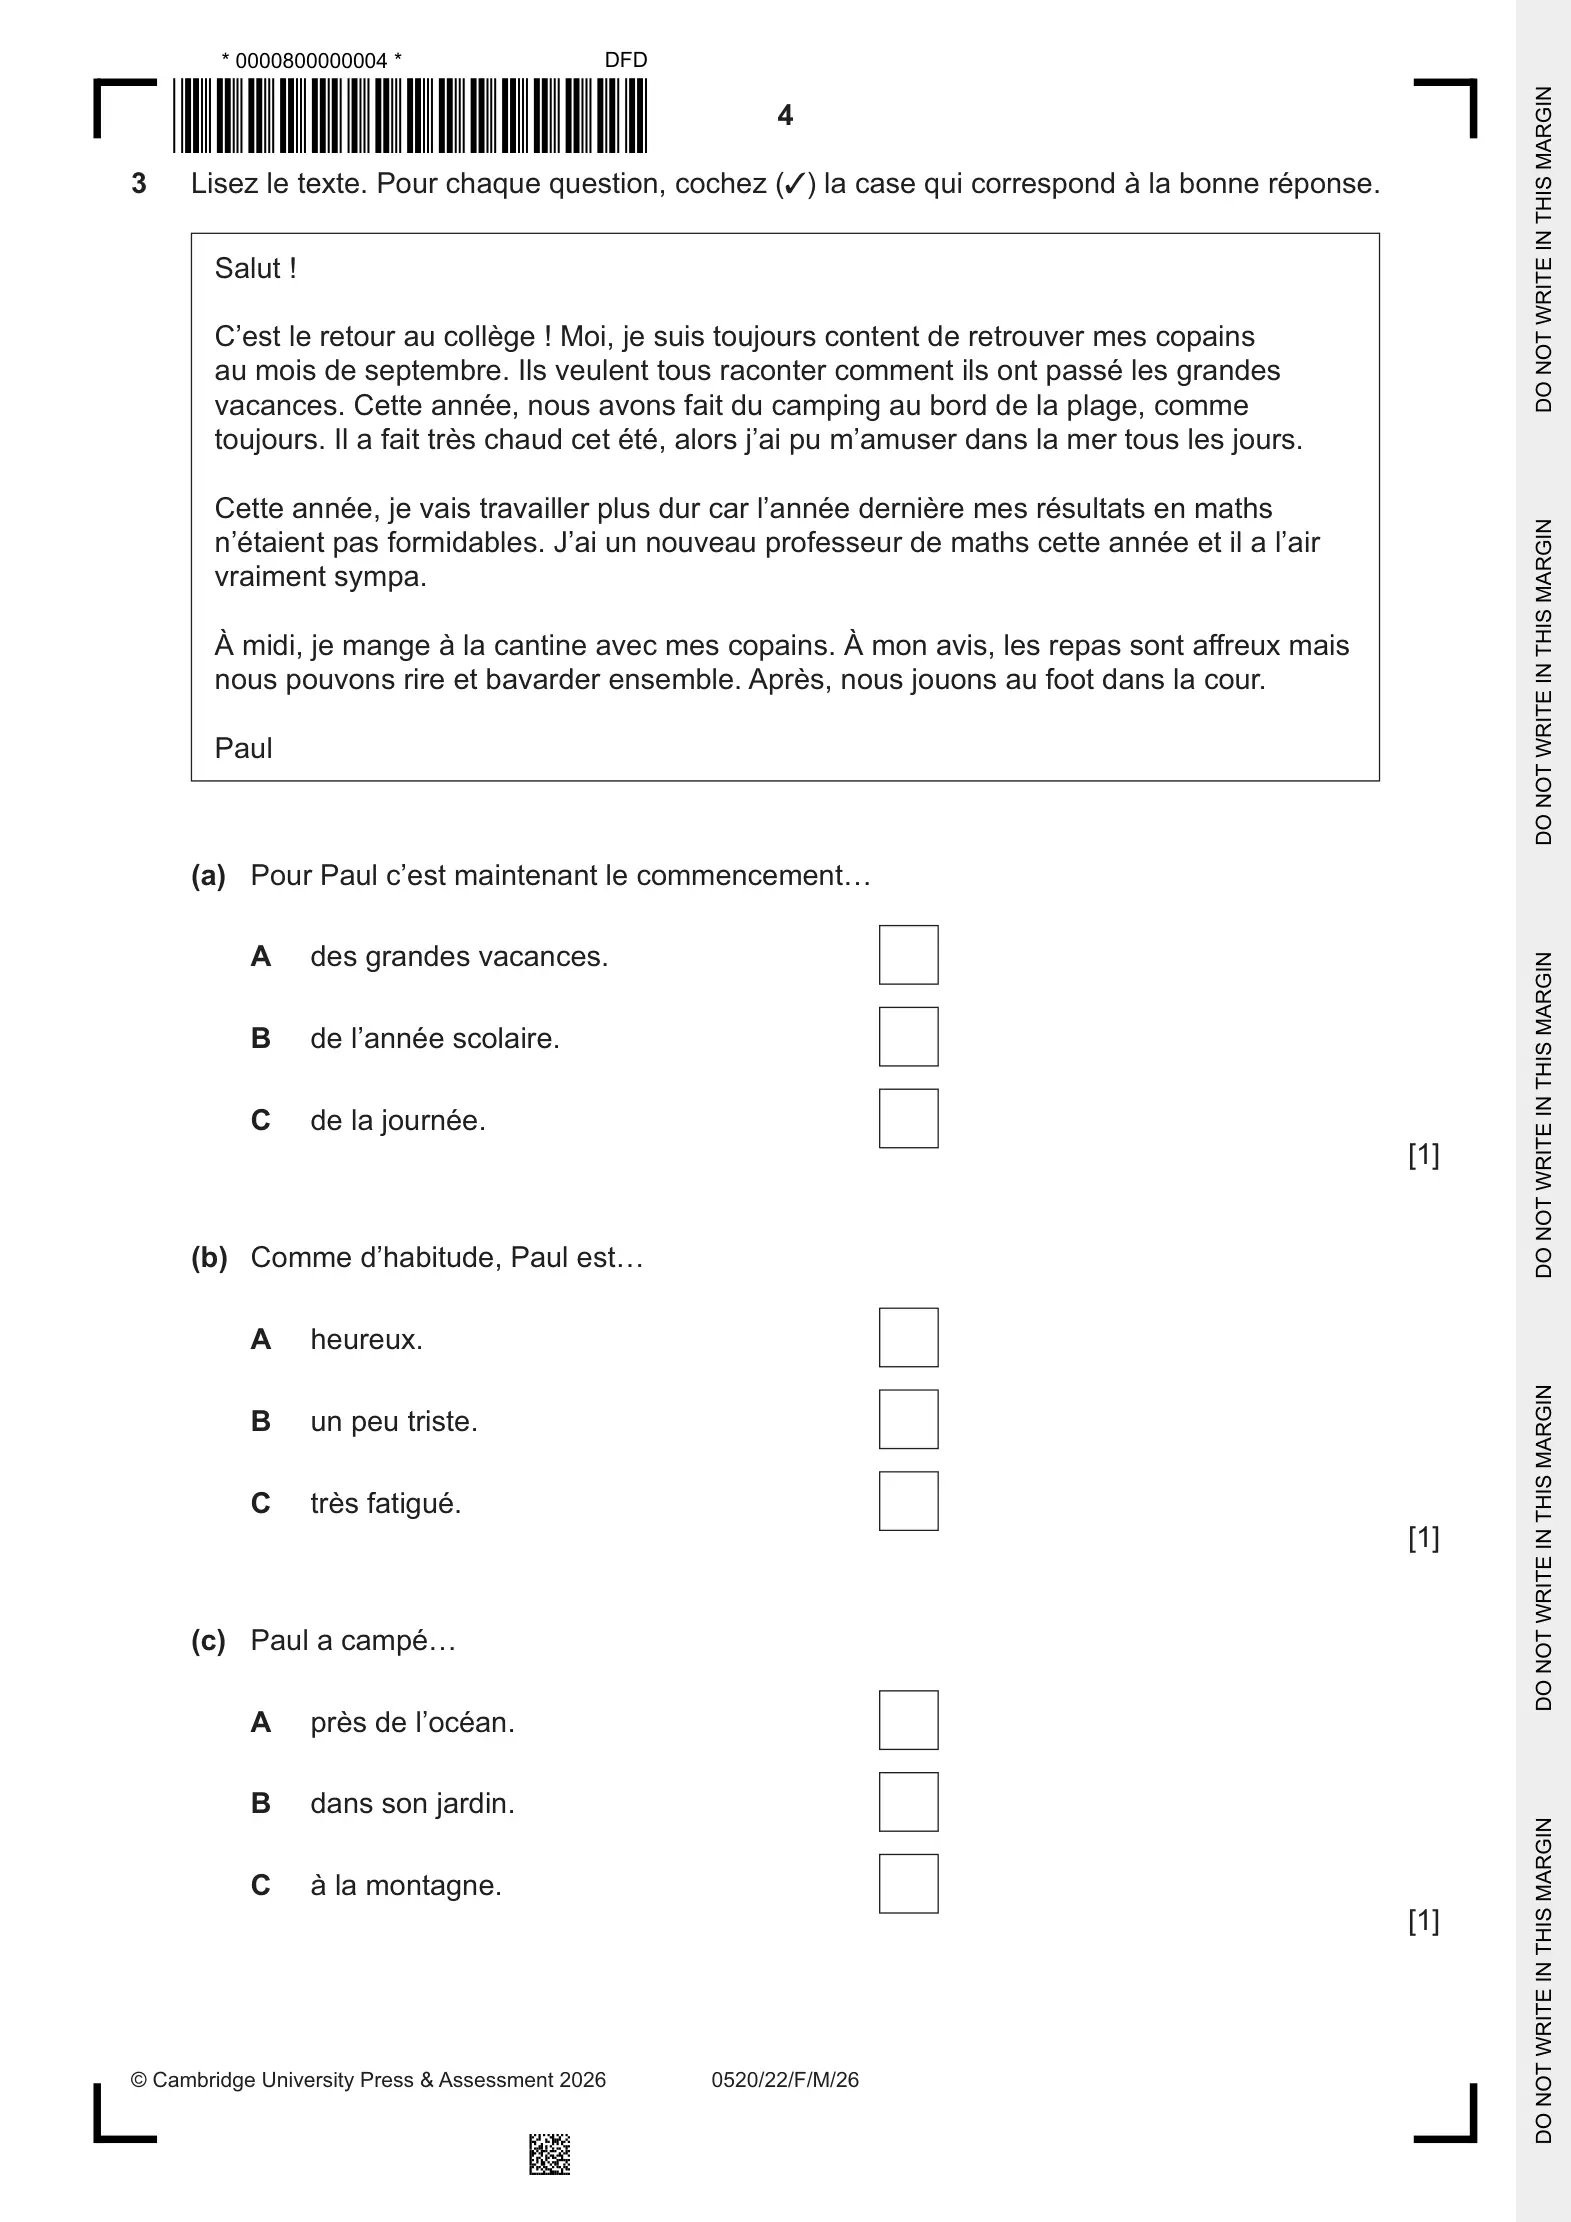 * 0000800000004 *
DFD
4
3 Lisez le texte. Pour chaque question, cochez (✓) la case qui correspond à la bonne réponse.
Salut !
C’est le retour au collège ! Moi, je suis toujours content de retrouver mes copains
au mois de septembre. Ils veulent tous raconter comment ils ont passé les grandes
vacances. Cette année, nous avons fait du camping au bord de la plage, comme
toujours. Il a fait très chaud cet été, alors j’ai pu m’amuser dans la mer tous les jours.
Cette année, je vais travailler plus dur car l’année dernière mes résultats en maths
n’étaient pas formidables. J’ai un nouveau professeur de maths cette année et il a l’air
vraiment sympa.
À midi, je mange à la cantine avec mes copains. À mon avis, les repas sont affreux mais
nous pouvons rire et bavarder ensemble. Après, nous jouons au foot dans la cour.
Paul
(a) Pour Paul c’est maintenant le commencement…
A des grandes vacances.
B de l’année scolaire.
C de la journée.
[1]
(b) Comme d’habitude, Paul est…
A heureux.
B un peu triste.
C très fatigué.
[1]
(c) Paul a campé…
A près de l’océan.
B dans son jardin.
C à la montagne.
[1]
© Cambridge University Press & Assessment 2026 0520/22/F/M/26
DO NOT WRITE IN THIS MARGIN
DO NOT WRITE IN THIS MARGIN
DO NOT WRITE IN THIS MARGIN
DO NOT WRITE IN THIS MARGIN
DO NOT WRITE IN THIS MARGIN